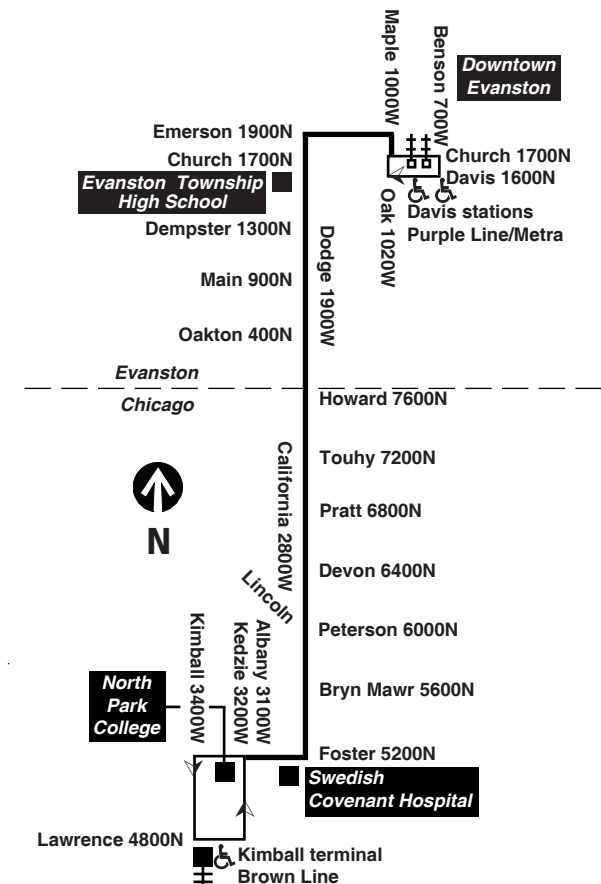 Maple 1000W
Benson 700W
Downtown
Evanston
Emerson 1900N
Church 1700N
Church 1700N
Davis 1600N
Evanston Township
High School
Oak 1020W
Davis stations
Purple Line/Metra
Dempster 1300N
Dodge 1900W
Main 900N
Oakton 400N
Evanston
Chicago
Howard 7600N
California 2800W
Touhy 7200N
N
Pratt 6800N
Devon 6400N
Lincoln
Peterson 6000N
Kimball 3400W
Kedzie 3200W
Albany 3100W
North
Park
College
Bryn Mawr 5600N
Foster 5200N
Swedish
Covenant Hospital
Lawrence 4800N
Kimball terminal
Brown Line